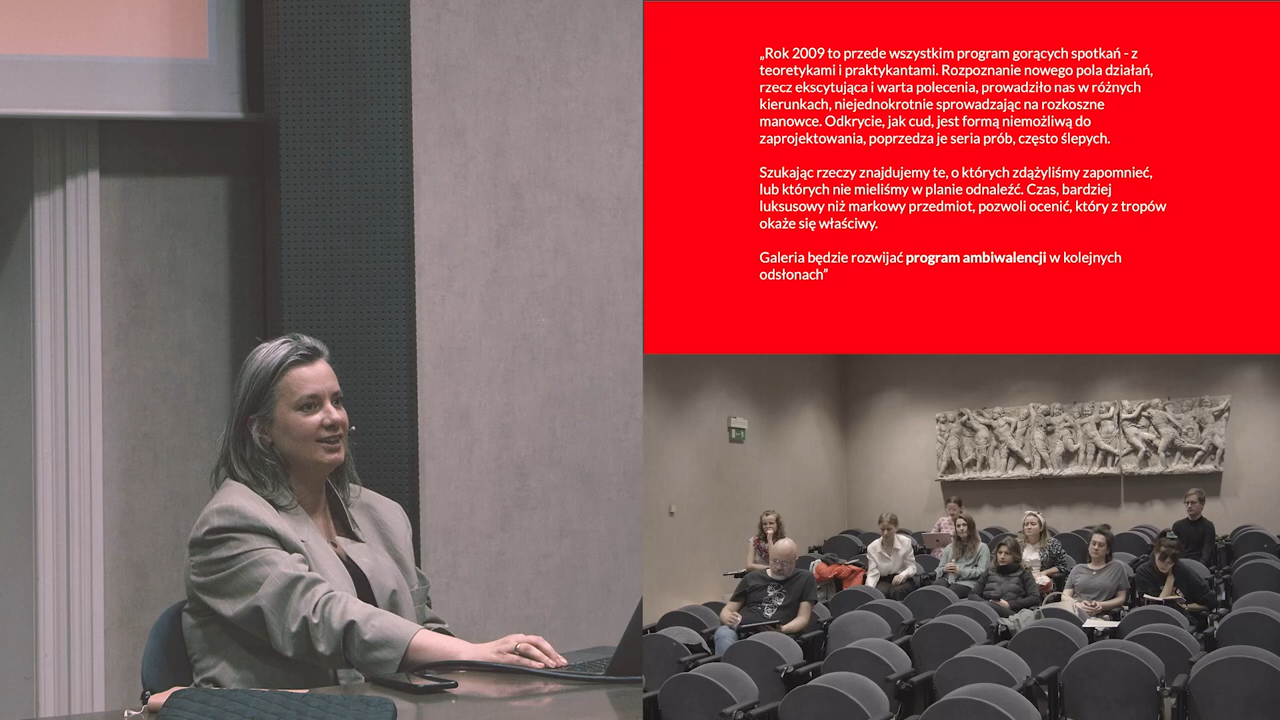 „Rok 2009 to przede wszystkim program gorących spotkań - z
teoretykami i praktykantami. Rozpoznanie nowego pola działań,
rzecz ekscytująca i warta polecenia, prowadziło nas w różnych
kierunkach, niejednokrotnie sprowadzając na rozkoszne
manowce. Odkrycie, jak cud, jest formą niemożliwą do
zaprojektowania, poprzedza je seria prób, często ślepych.
Szukając rzeczy znajdujemy te, o których zdążyliśmy zapomnieć,
lub których nie mieliśmy w planie odnaleźć. Czas, bardziej
luksusowy niż markowy przedmiot, pozwoli ocenić, który z tropów
okaże się właściwy.
Galeria będzie rozwijać program ambiwalencji w kolejnych
odsłonach”